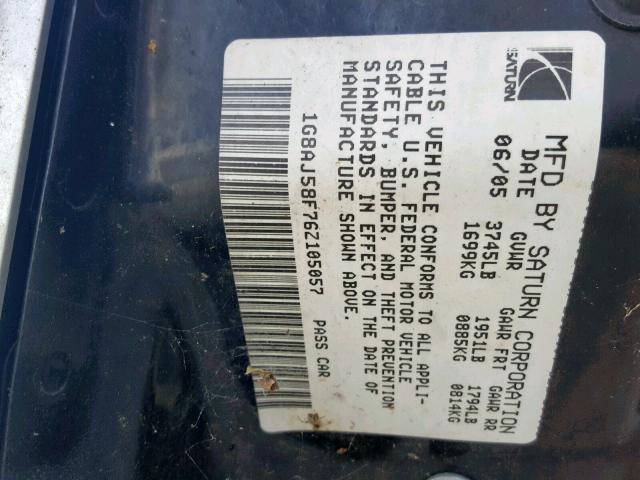 SATURN
MFD BY SATURN CORPORATION
DATE GVWR GAWR FRT GAWR RR
06/05 3745LB 1951LB 1794LB
1699KG 0885KG 0814KG
THIS VEHICLE CONFORMS TO ALL APPLI-
CABLE U.S. FEDERAL MOTOR VEHICLE
SAFETY, BUMPER, AND THEFT PREVENTION
STANDARDS IN EFFECT ON THE DATE OF
MANUFACTURE SHOWN ABOVE.
1G8AJ58F76Z105057 PASS CAR